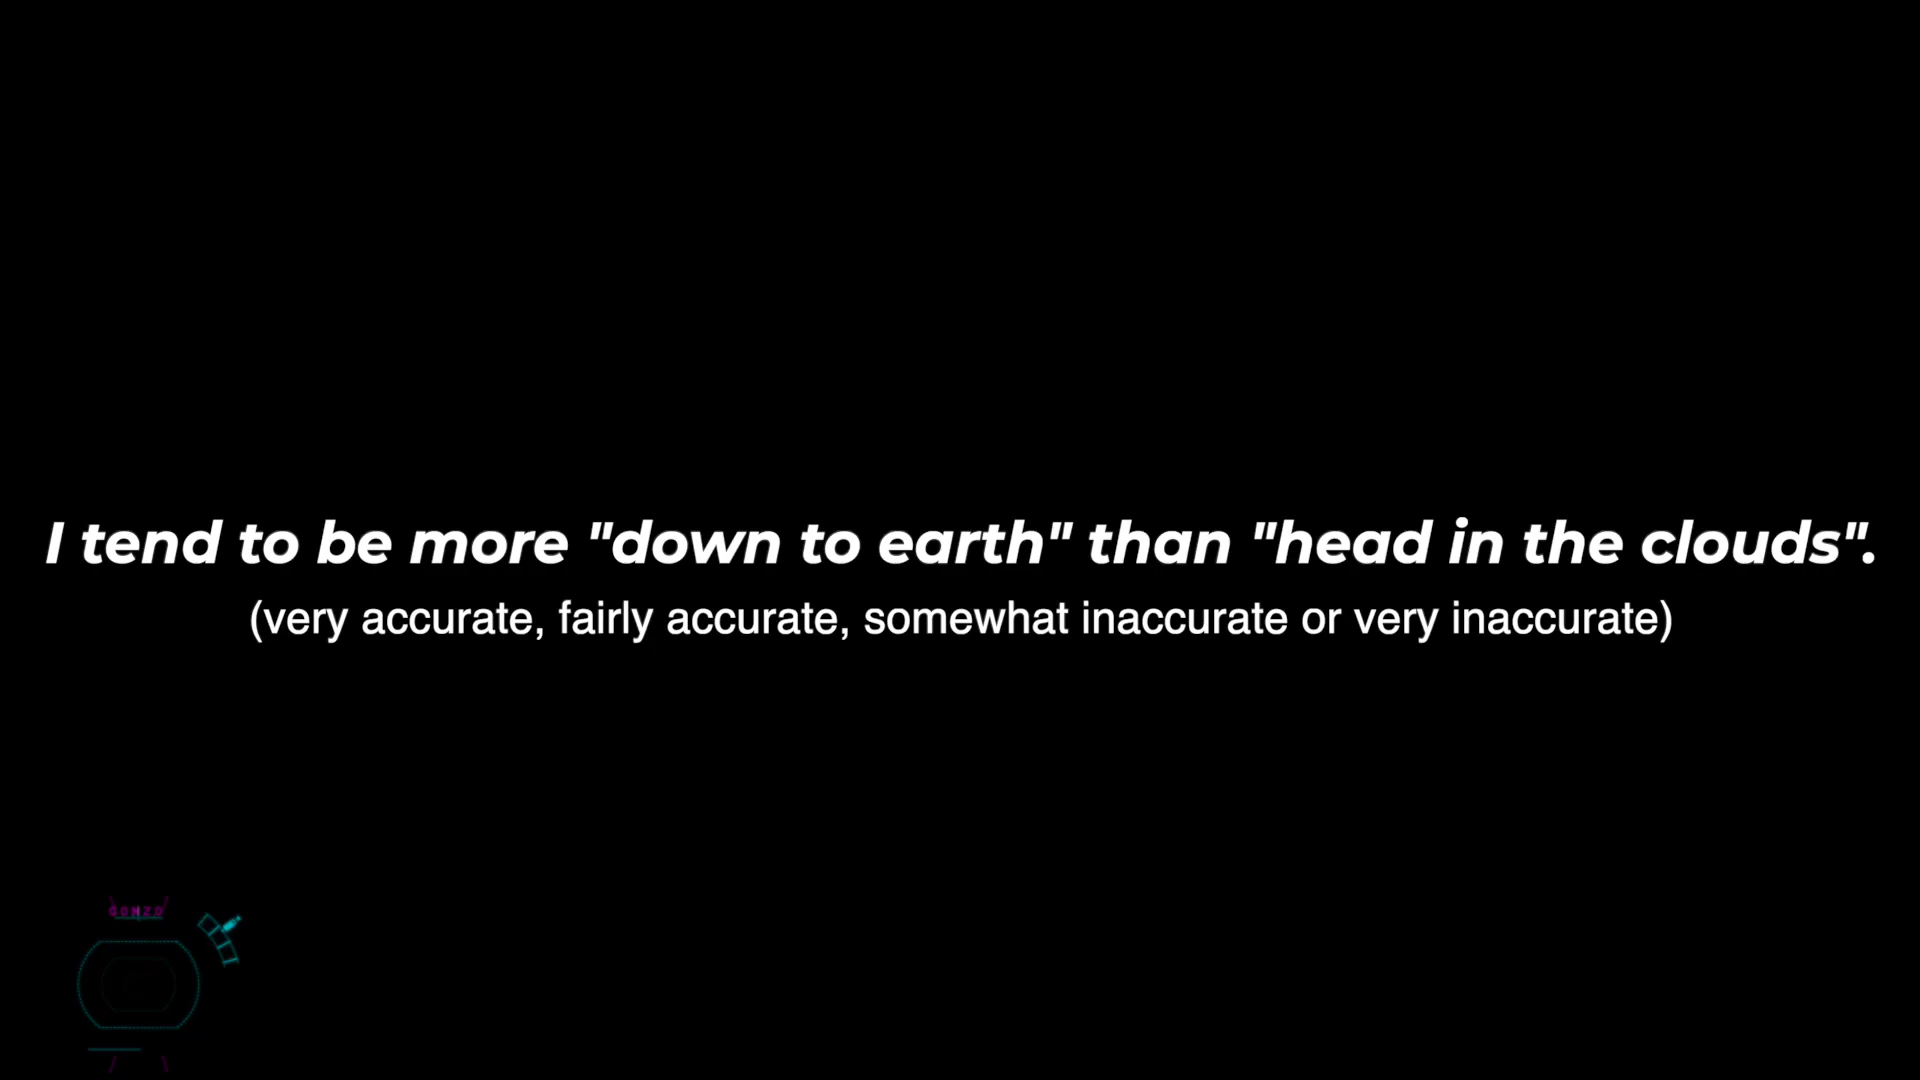 I tend to be more "down to earth" than "head in the clouds".
(very accurate, fairly accurate, somewhat inaccurate or very inaccurate)
GONZO